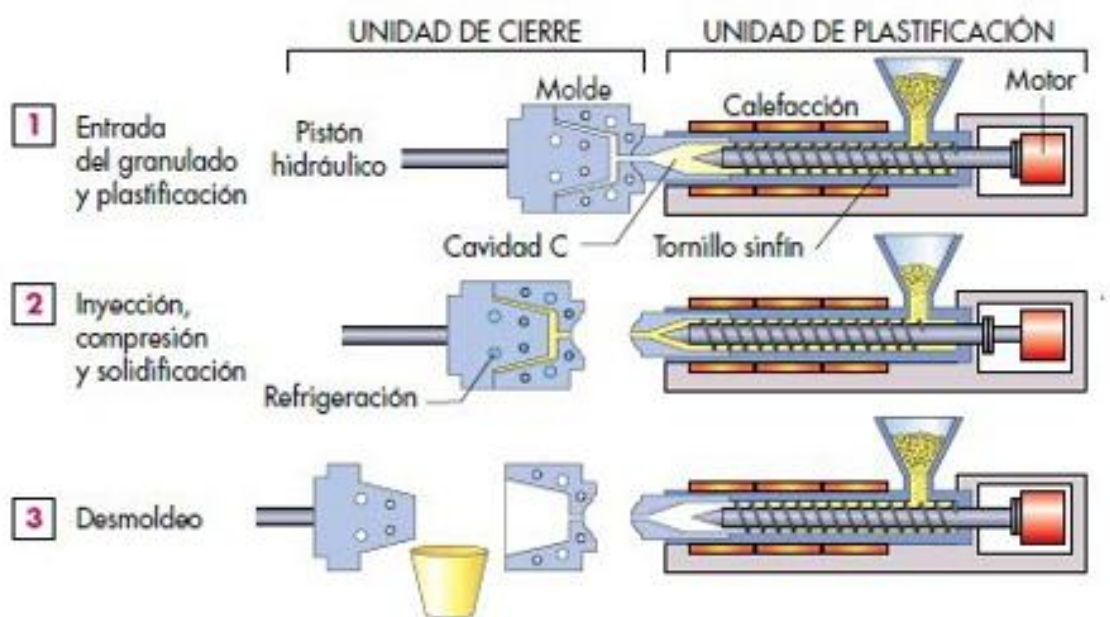 UNIDAD DE CIERRE
UNIDAD DE PLASTIFICACIÓN
Molde
Calefacción
Motor
1
Entrada
del granulado
y plastificación
Pistón
hidráulico
Cavidad C
Tornillo sinfín
2
Inyección,
compresión
y solidificación
Refrigeración
3
Desmoldeo